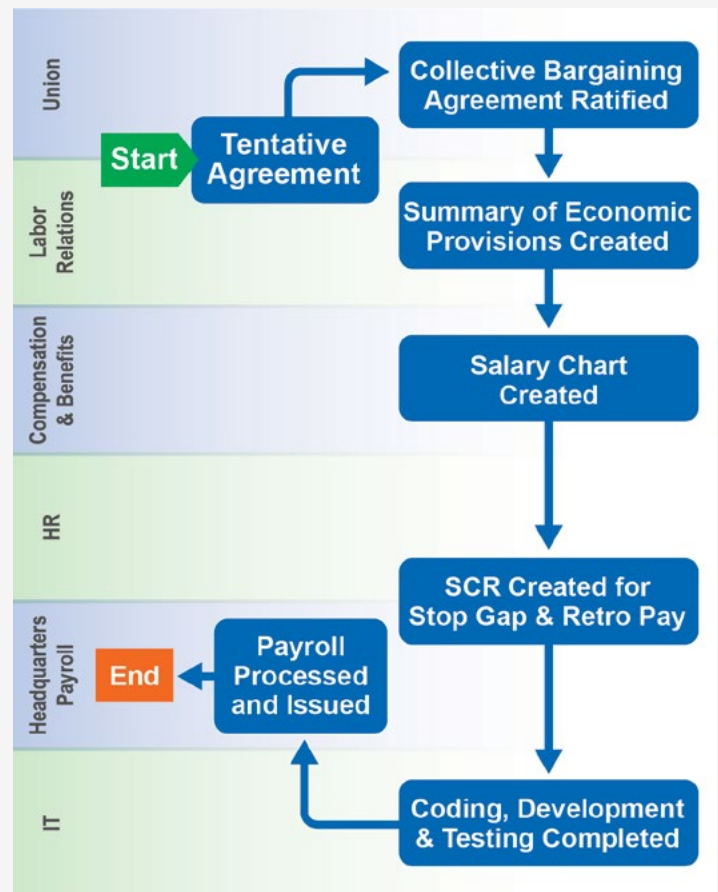 Union
Collective Bargaining
Agreement Ratified
Start
Tentative
Agreement
Labor
Relations
Summary of Economic
Provisions Created
Compensation
& Benefits
Salary Chart
Created
HR
SCR Created for
Stop Gap & Retro Pay
Headquarters
Payroll
End
Payroll
Processed
and Issued
IT
Coding, Development
& Testing Completed